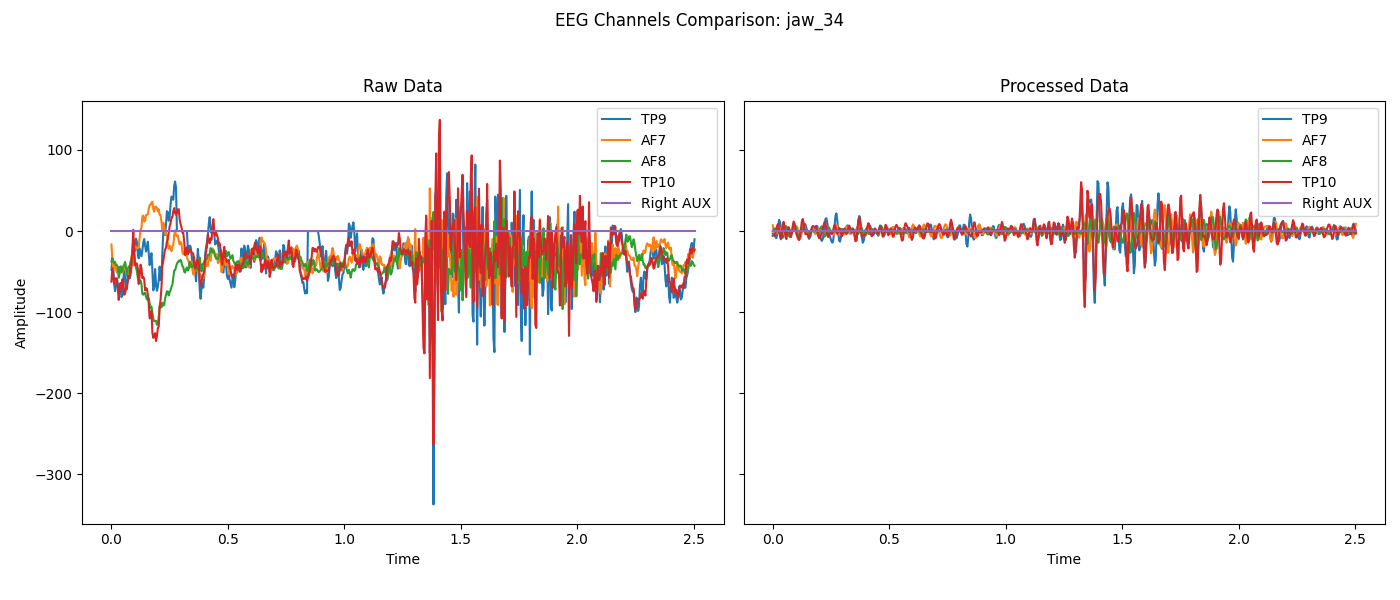 EEG Channels Comparison: jaw_34
Raw Data
Processed Data
TP9
AF7
AF8
TP10
Right AUX
TP9
AF7
AF8
TP10
Right AUX
Amplitude
100
0
−100
−200
−300
0.0 0.5 1.0 1.5 2.0 2.5
0.0 0.5 1.0 1.5 2.0 2.5
Time
Time